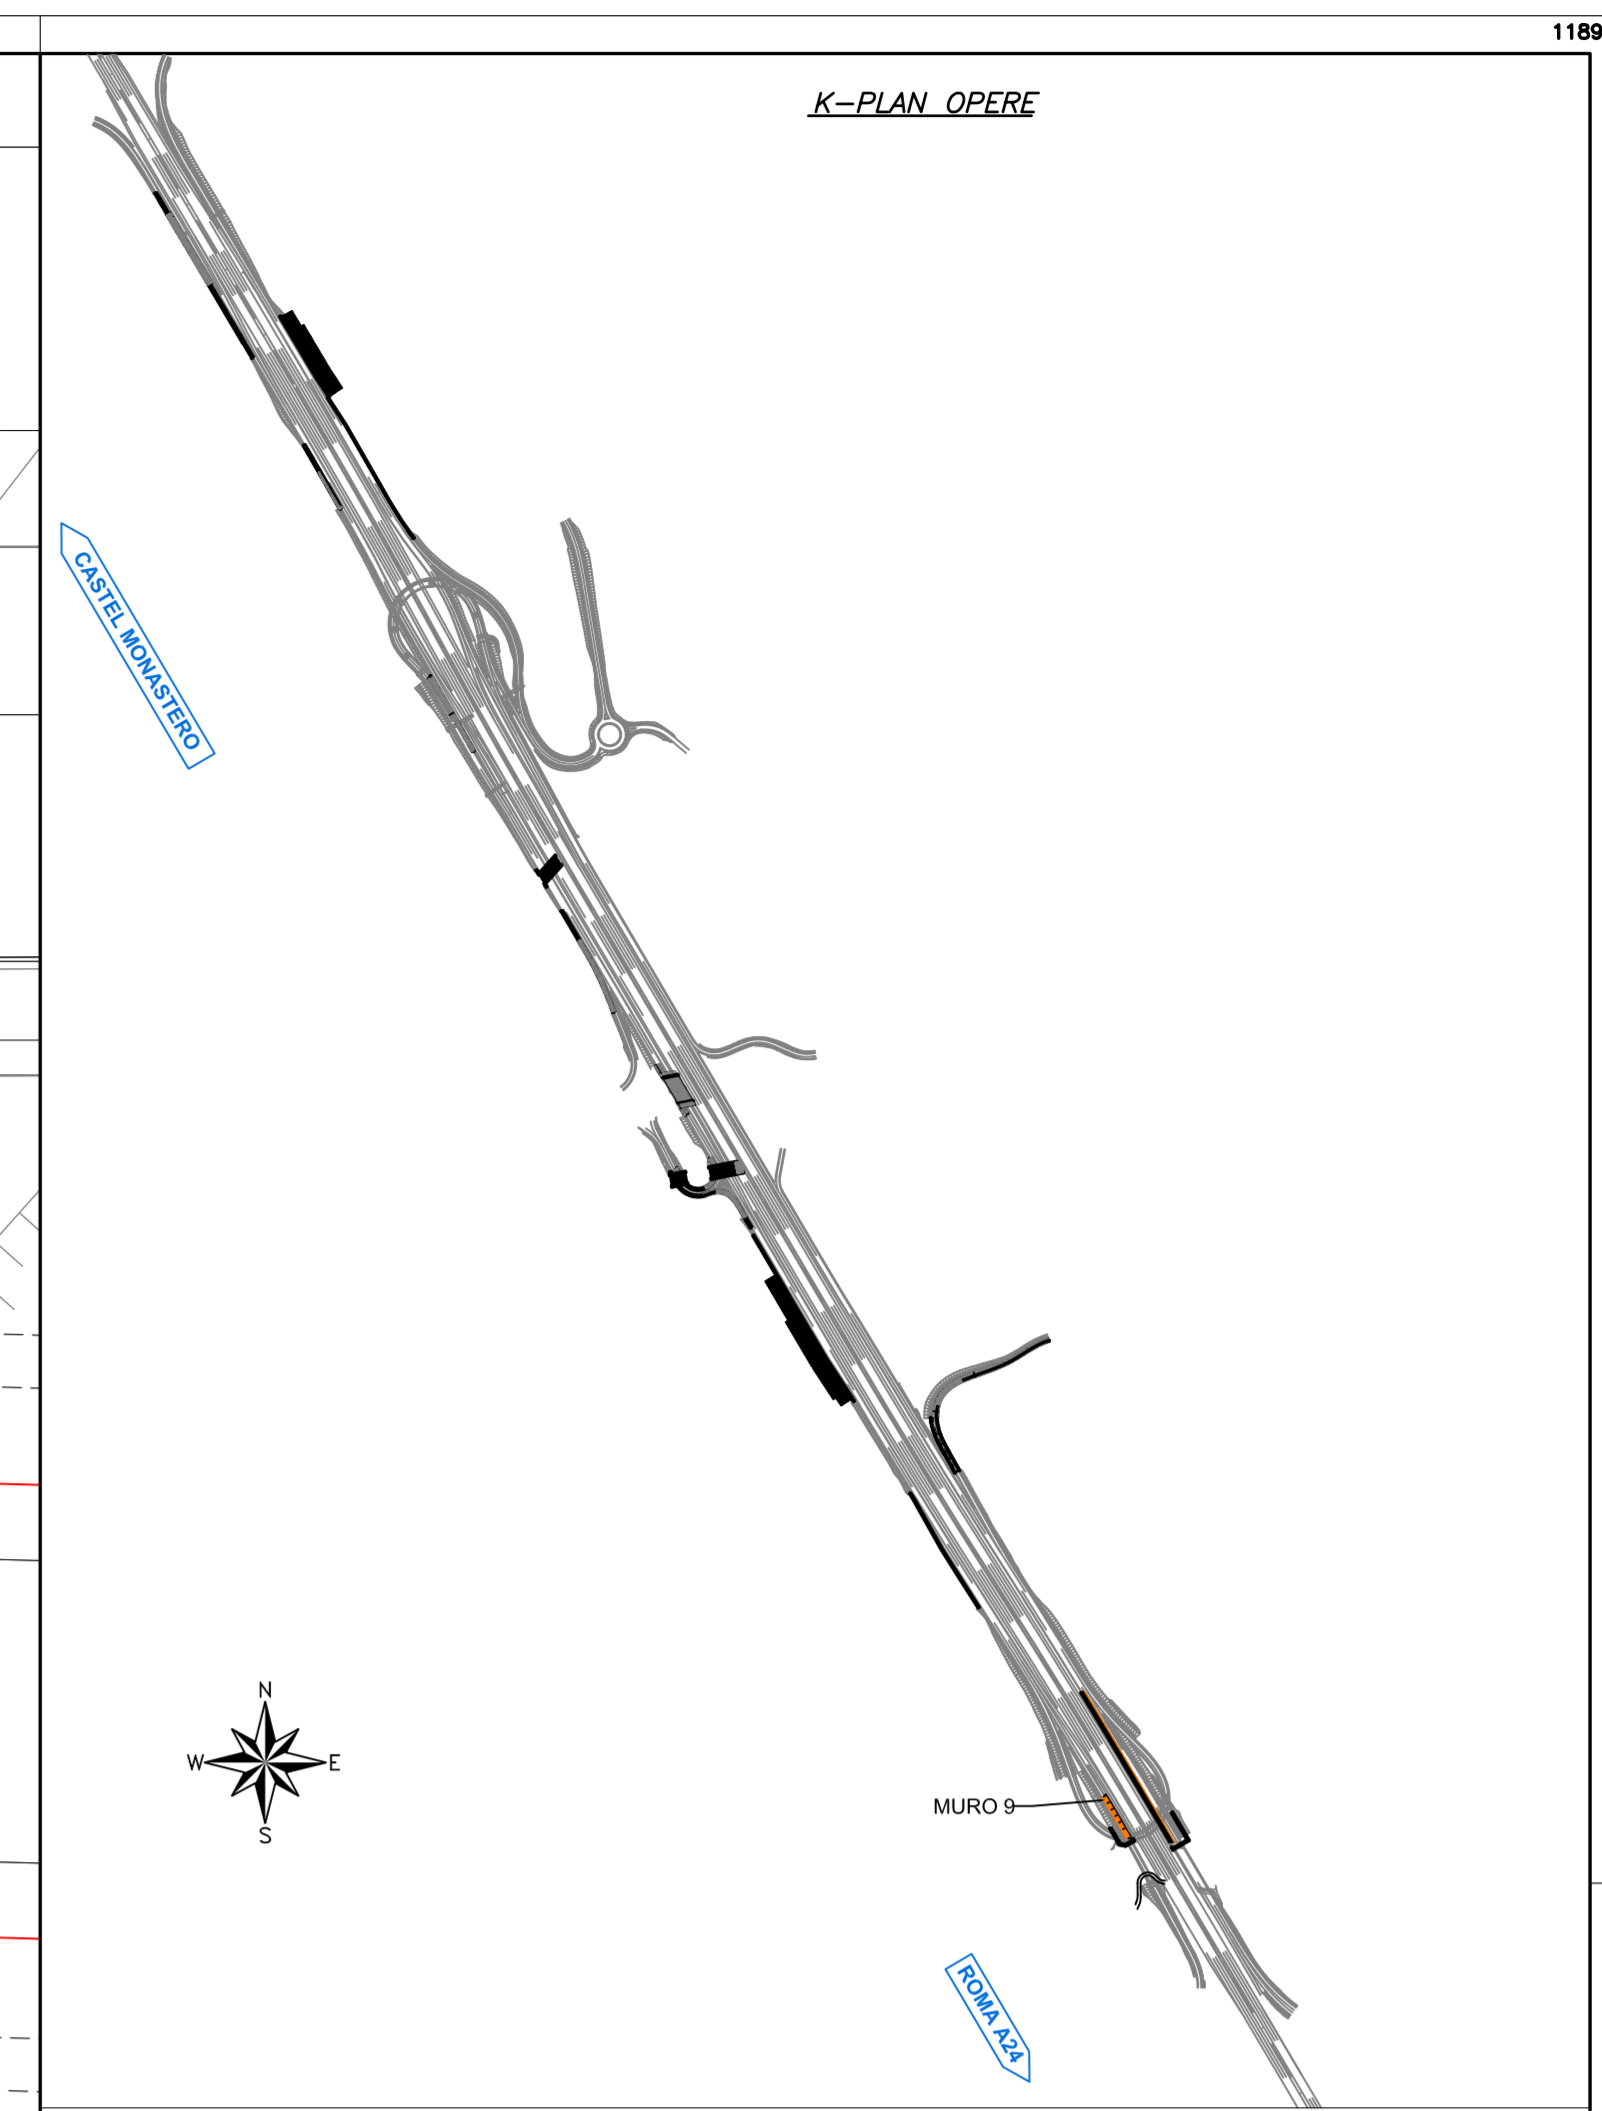 1189
K-PLAN OPERE
CASTEL MONASTERO
N
W
E
S
MURO 9
ROMA A24